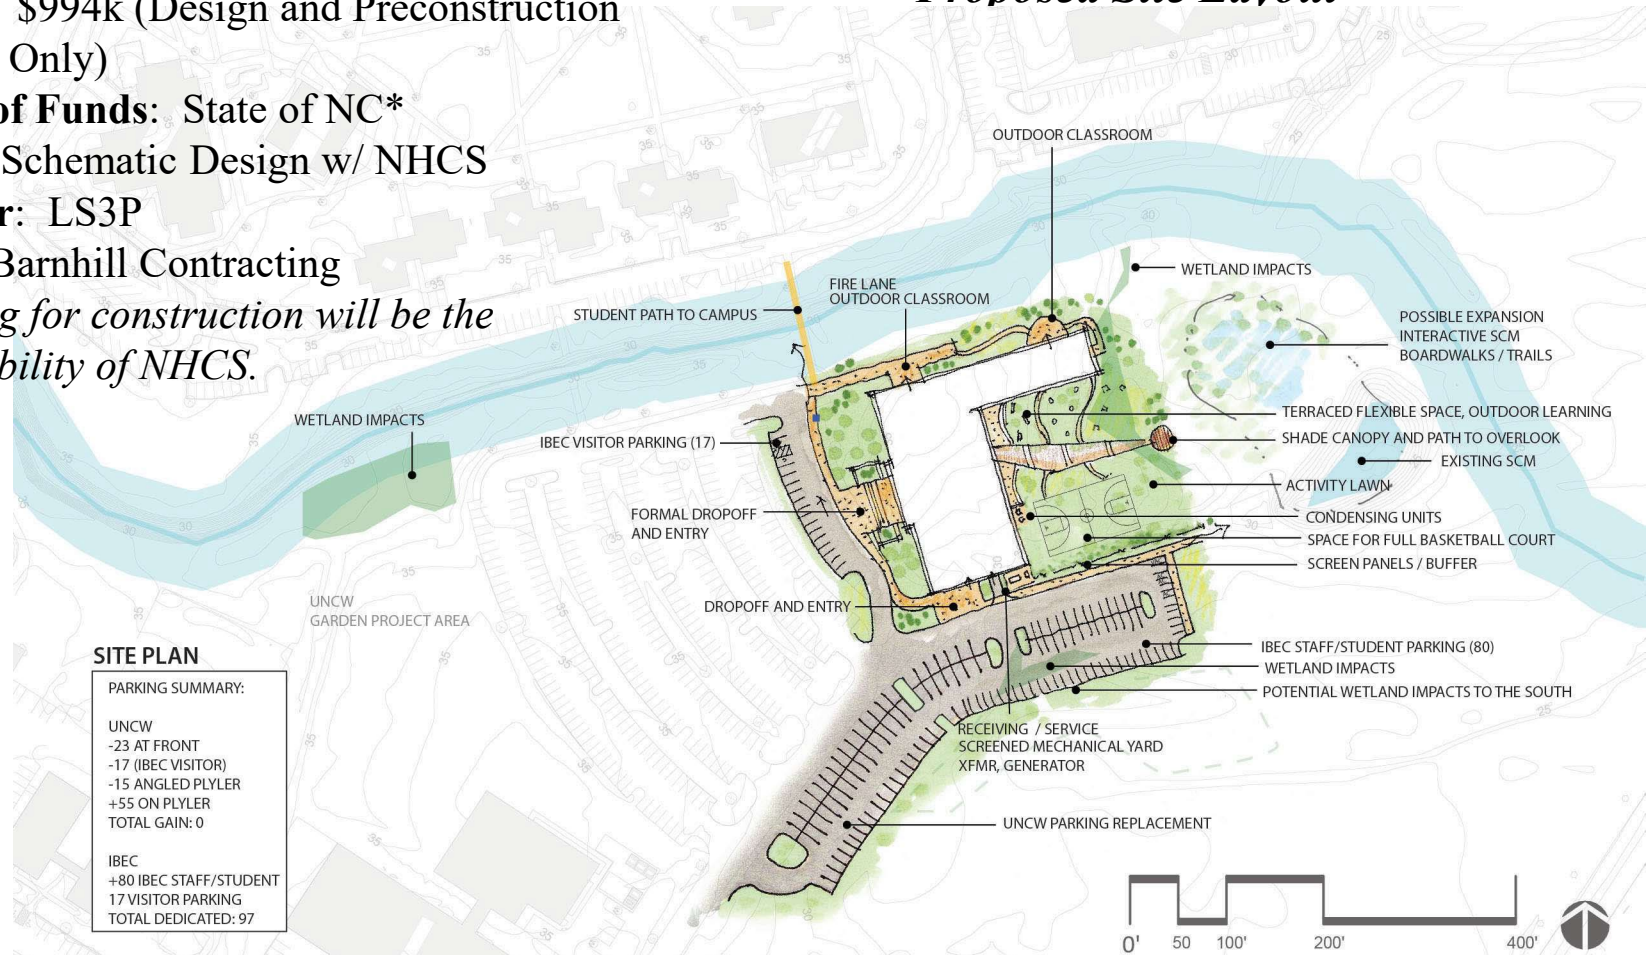 $994k (Design and Preconstruction
Only)
of Funds: State of NC*
Schematic Design w/ NHCS
r: LS3P
Barnhill Contracting
g for construction will be the
bility of NHCS.
Proposed Site Layout
OUTDOOR CLASSROOM
WETLAND IMPACTS
FIRE LANE
OUTDOOR CLASSROOM
STUDENT PATH TO CAMPUS
POSSIBLE EXPANSION
INTERACTIVE SCM
BOARDWALKS / TRAILS
WETLAND IMPACTS
IBEC VISITOR PARKING (17)
TERRACED FLEXIBLE SPACE, OUTDOOR LEARNING
SHADE CANOPY AND PATH TO OVERLOOK
EXISTING SCM
ACTIVITY LAWN
FORMAL DROPOFF
AND ENTRY
CONDENSING UNITS
SPACE FOR FULL BASKETBALL COURT
SCREEN PANELS / BUFFER
UNCW
GARDEN PROJECT AREA
DROPOFF AND ENTRY
IBEC STAFF/STUDENT PARKING (80)
WETLAND IMPACTS
POTENTIAL WETLAND IMPACTS TO THE SOUTH
RECEIVING / SERVICE
SCREENED MECHANICAL YARD
XFMR, GENERATOR
UNCW PARKING REPLACEMENT
SITE PLAN
PARKING SUMMARY:
UNCW
-23 AT FRONT
-17 (IBEC VISITOR)
-15 ANGLED PLYLER
+55 ON PLYLER
TOTAL GAIN: 0
IBEC
+80 IBEC STAFF/STUDENT
17 VISITOR PARKING
TOTAL DEDICATED: 97
0' 50 100' 200' 400'